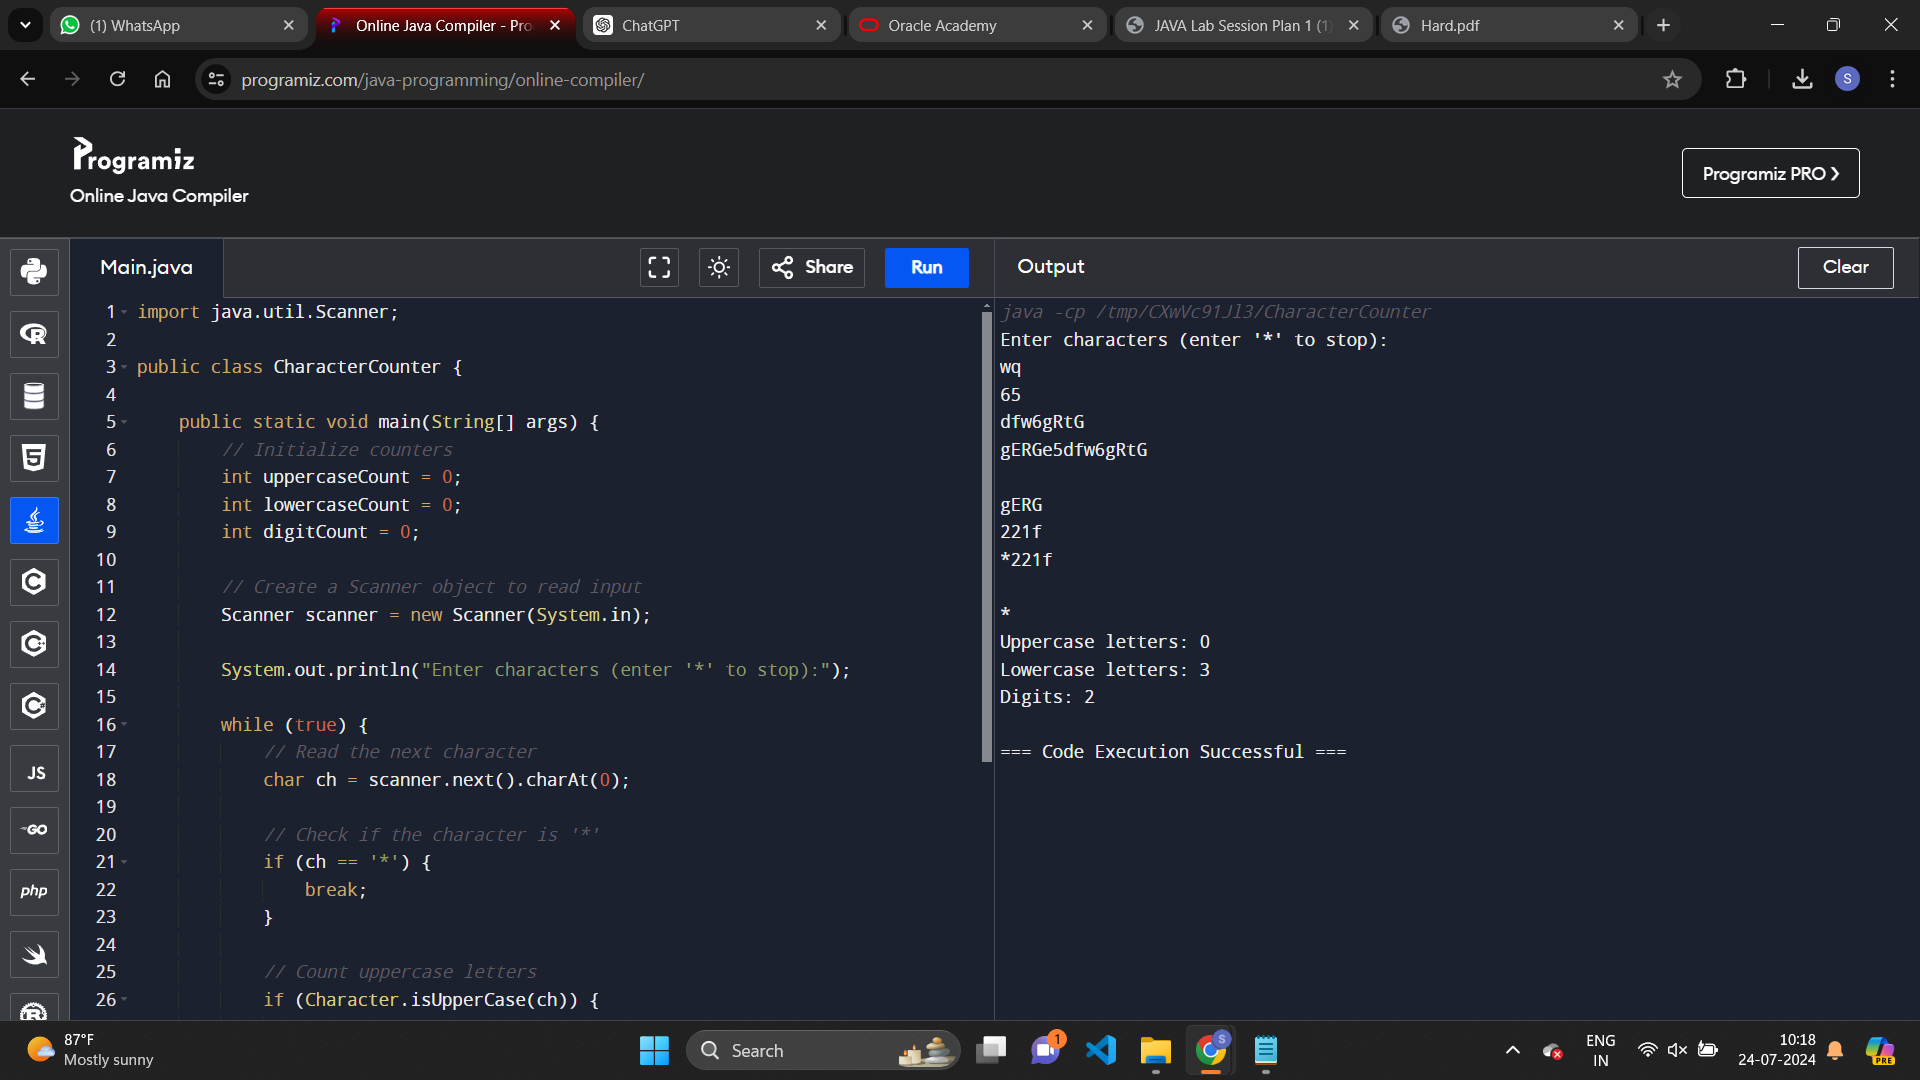 (1) WhatsApp
Online Java Compiler - Pro
ChatGPT
Oracle Academy
JAVA Lab Session Plan 1 (1)
Hard.pdf
programiz.com/java-programming/online-compiler/
S
Programiz
Online Java Compiler
Programiz PRO
Main.java
Share
Run
Output
Clear
1 import java.util.Scanner;
2
3 public class CharacterCounter {
4
5 public static void main(String[] args) {
6 // Initialize counters
7 int uppercaseCount = 0;
8 int lowercaseCount = 0;
9 int digitCount = 0;
10
11 // Create a Scanner object to read input
12 Scanner scanner = new Scanner(System.in);
13
14 System.out.println("Enter characters (enter '*' to stop):");
15
16 while (true) {
17 // Read the next character
18 char ch = scanner.next().charAt(0);
19
20 // Check if the character is '*'
21 if (ch == '*') {
22 break;
23 }
24
25 // Count uppercase letters
26 if (Character.isUpperCase(ch)) {
java -cp /tmp/CXwVc91Jl3/CharacterCounter
Enter characters (enter '*' to stop):
wq
65
dfw6gRtG
gERGe5dfw6gRtG
gERG
221f
*221f
*
Uppercase letters: 0
Lowercase letters: 3
Digits: 2
=== Code Execution Successful ===
R
5
C
C
C
JS
GO
php
R
87°F
Mostly sunny
Search
1
S
ENG
IN
10:18
24-07-2024
PRE